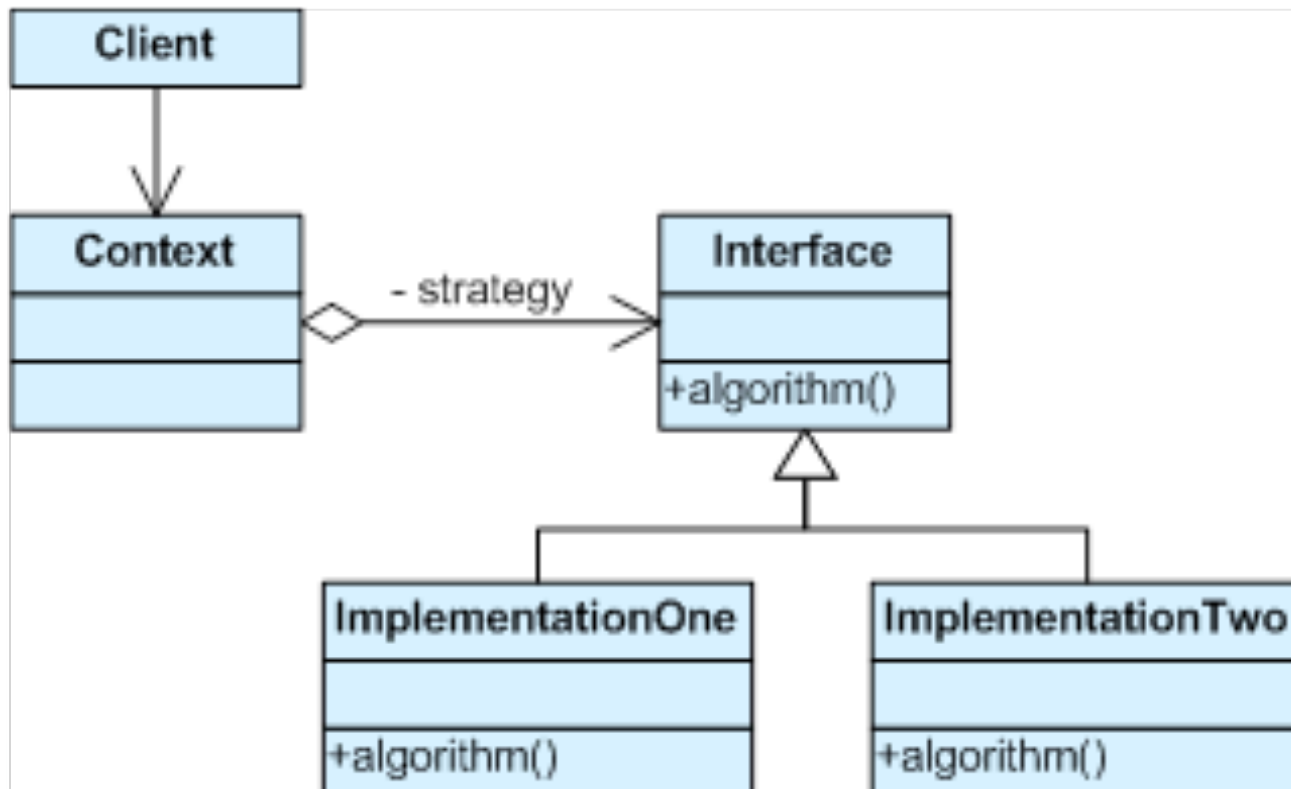 Client
Context
- strategy
Interface
+algorithm()
ImplementationOne
+algorithm()
ImplementationTwo
+algorithm()